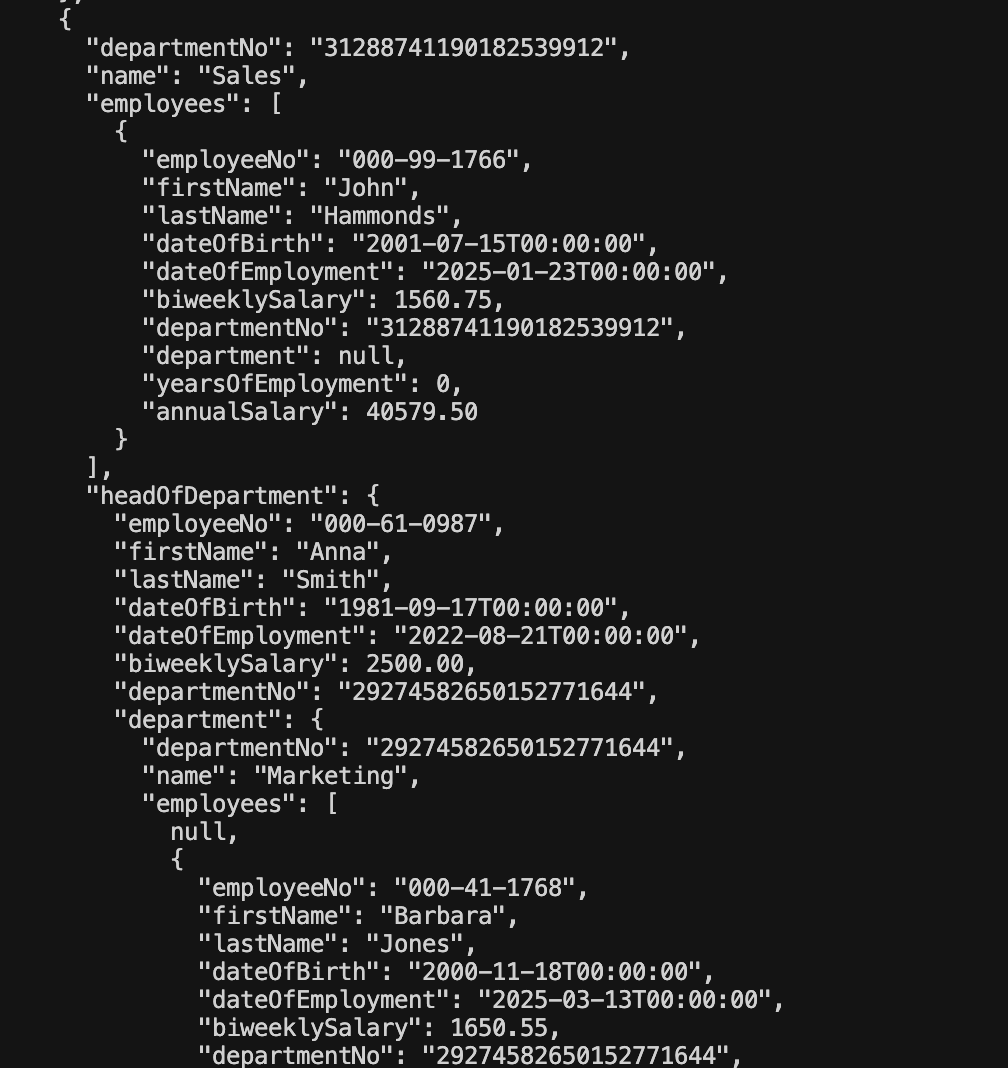 {
"departmentNo": "31288741190182539912",
"name": "Sales",
"employees": [
{
"employeeNo": "000-99-1766",
"firstName": "John",
"lastName": "Hammonds",
"dateOfBirth": "2001-07-15T00:00:00",
"dateOfEmployment": "2025-01-23T00:00:00",
"biweeklySalary": 1560.75,
"departmentNo": "31288741190182539912",
"department": null,
"yearsOfEmployment": 0,
"annualSalary": 40579.50
}
],
"headOfDepartment": {
"employeeNo": "000-61-0987",
"firstName": "Anna",
"lastName": "Smith",
"dateOfBirth": "1981-09-17T00:00:00",
"dateOfEmployment": "2022-08-21T00:00:00",
"biweeklySalary": 2500.00,
"departmentNo": "29274582650152771644",
"department": {
"departmentNo": "29274582650152771644",
"name": "Marketing",
"employees": [
null,
{
"employeeNo": "000-41-1768",
"firstName": "Barbara",
"lastName": "Jones",
"dateOfBirth": "2000-11-18T00:00:00",
"dateOfEmployment": "2025-03-13T00:00:00",
"biweeklySalary": 1650.55,
"departmentNo": "29274582650152771644",